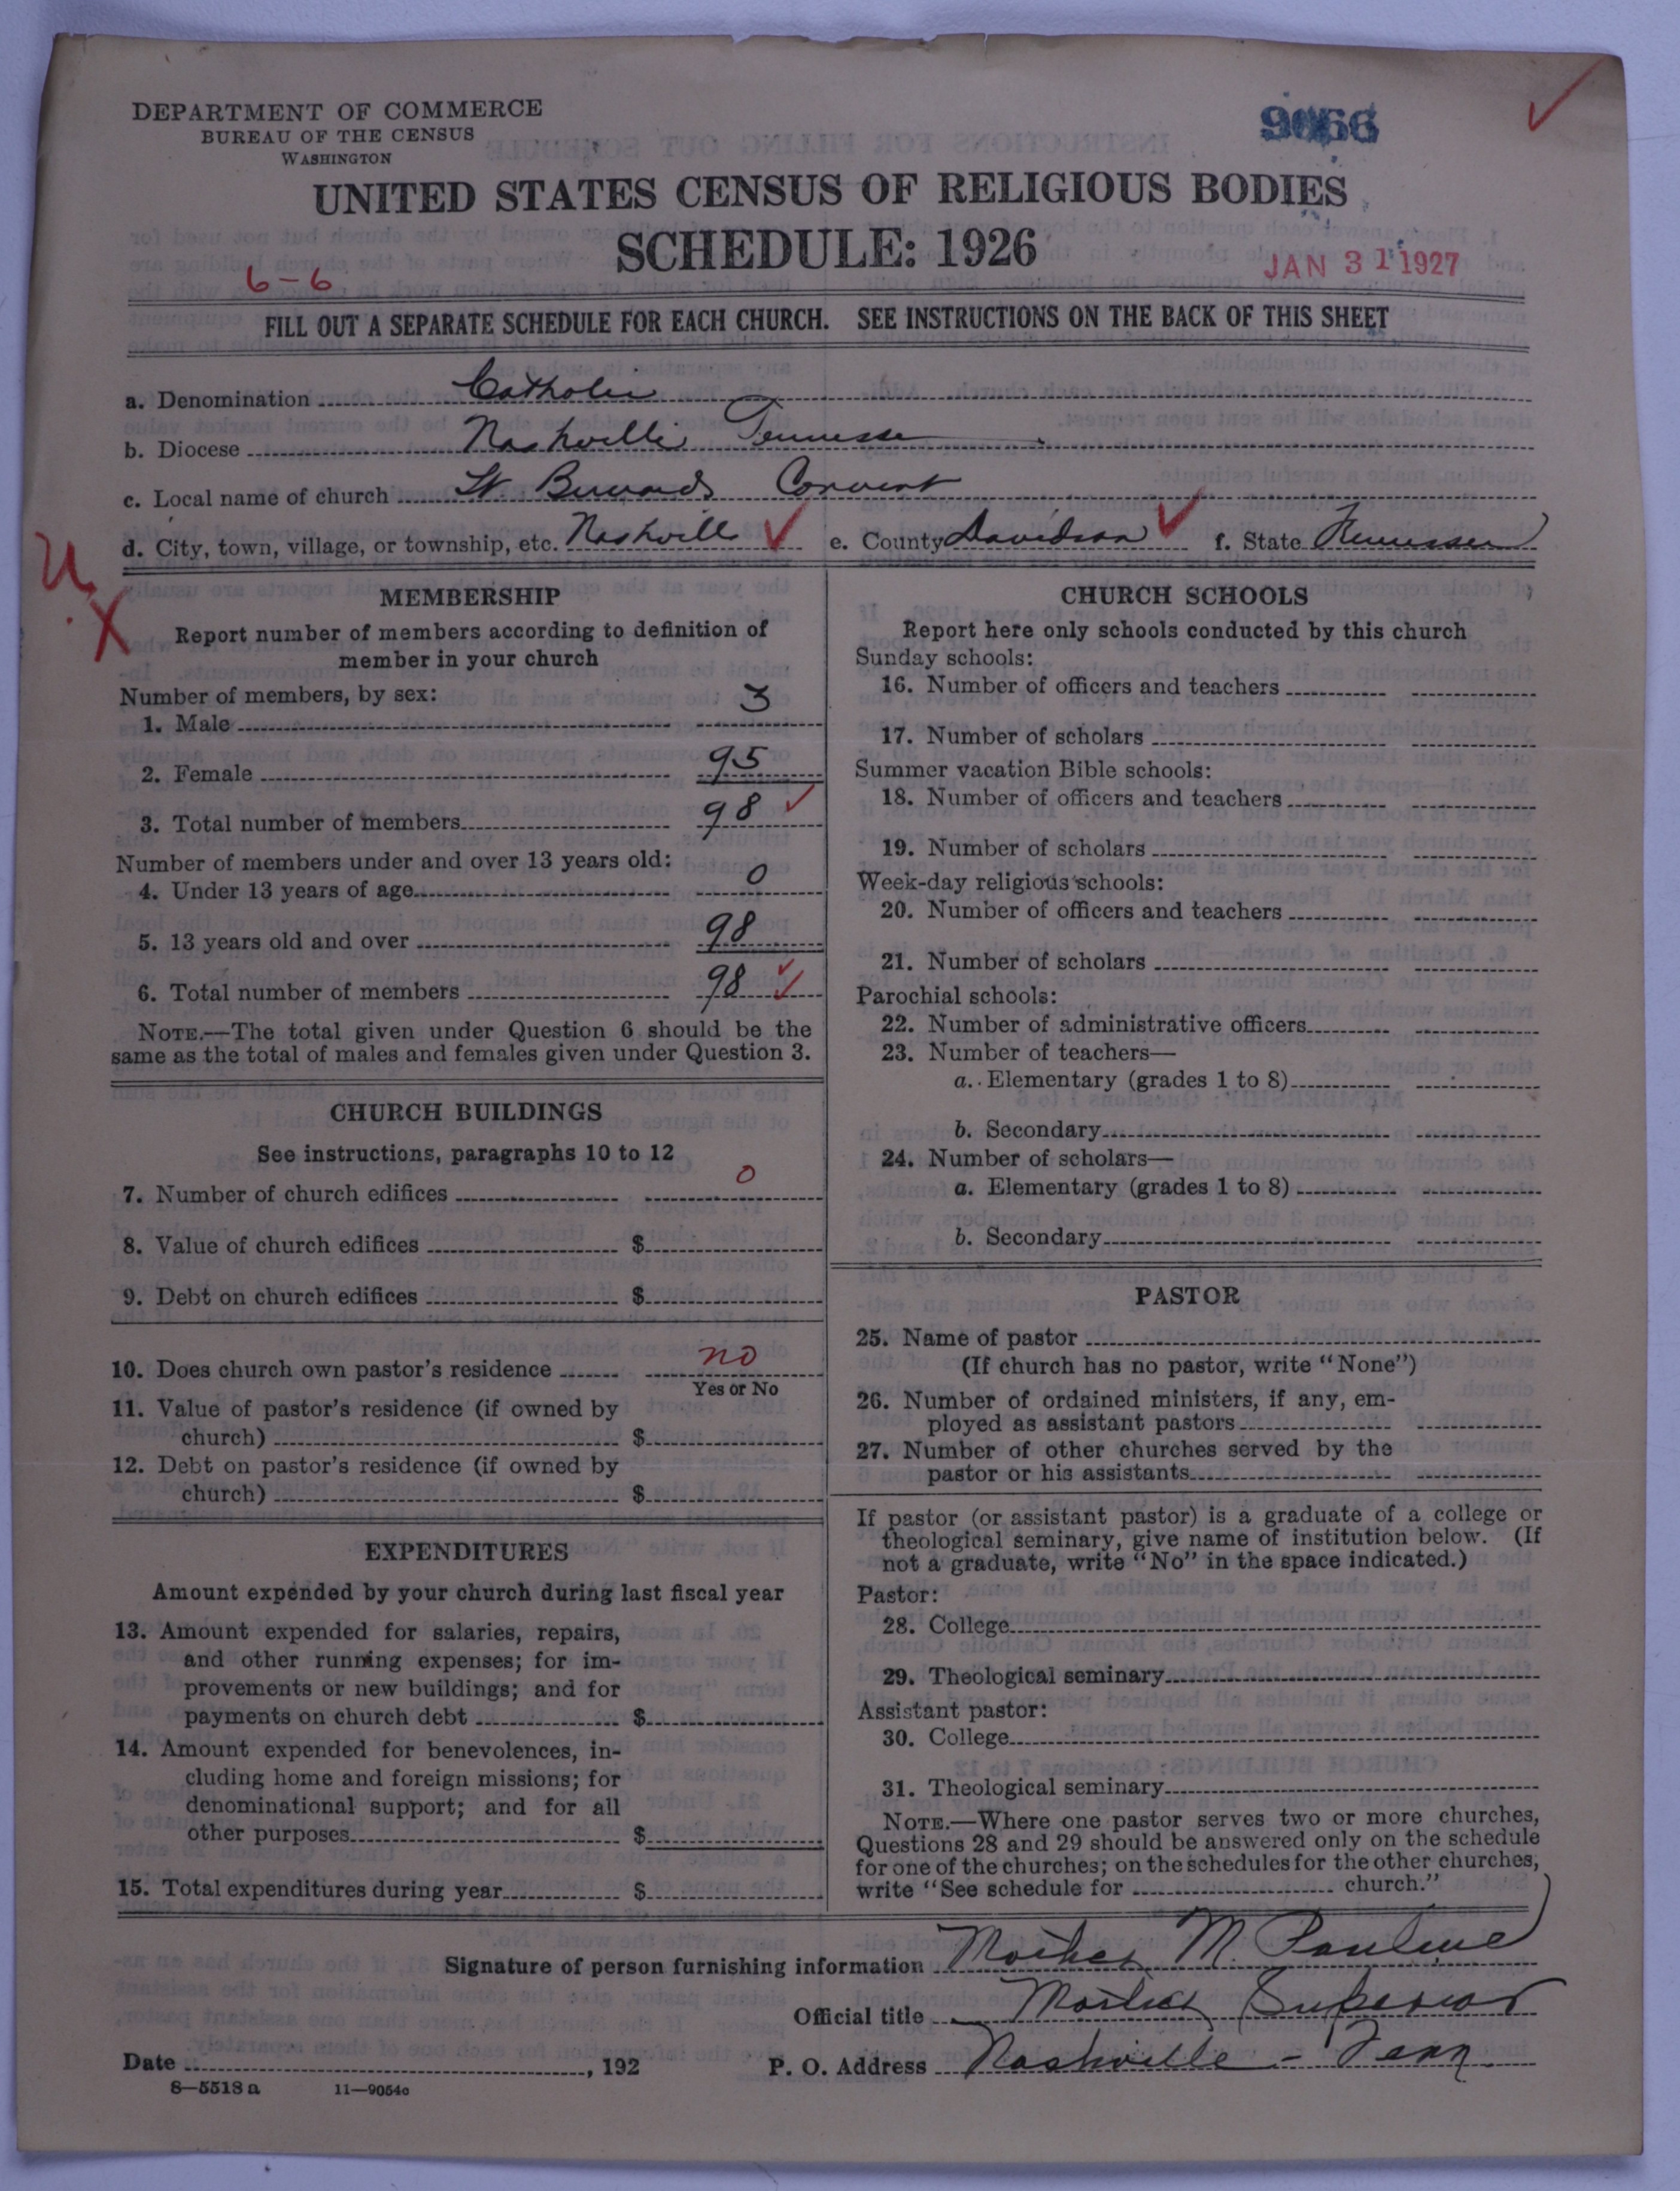 DEPARTMENT OF COMMERCE
BUREAU OF THE CENSUS
WASHINGTON
9066
UNITED STATES CENSUS OF RELIGIOUS BODIES
SCHEDULE: 1926
6-6
JAN 31 1927
FILL OUT A SEPARATE SCHEDULE FOR EACH CHURCH. SEE INSTRUCTIONS ON THE BACK OF THIS SHEET
a. Denomination Catholic
b. Diocese Nashville Tennessee
c. Local name of church St Bernards Convent
d. City, town, village, or township, etc. Nashville e. County Davidson f. State Tennessee
U
X
MEMBERSHIP
Report number of members according to definition of
member in your church
Number of members, by sex:
1. Male 3
2. Female 95
3. Total number of members 98
Number of members under and over 13 years old:
4. Under 13 years of age 0
5. 13 years old and over 98
6. Total number of members 98
NOTE.—The total given under Question 6 should be the
same as the total of males and females given under Question 3.
CHURCH BUILDINGS
See instructions, paragraphs 10 to 12
7. Number of church edifices 0
8. Value of church edifices $
9. Debt on church edifices $
10. Does church own pastor's residence no
Yes or No
11. Value of pastor's residence (if owned by
church) $
12. Debt on pastor's residence (if owned by
church) $
EXPENDITURES
Amount expended by your church during last fiscal year
13. Amount expended for salaries, repairs,
and other running expenses; for im-
provements or new buildings; and for
payments on church debt $
14. Amount expended for benevolences, in-
cluding home and foreign missions; for
denominational support; and for all
other purposes $
15. Total expenditures during year $
CHURCH SCHOOLS
Report here only schools conducted by this church
Sunday schools:
16. Number of officers and teachers
17. Number of scholars
Summer vacation Bible schools:
18. Number of officers and teachers
19. Number of scholars
Week-day religious schools:
20. Number of officers and teachers
21. Number of scholars
Parochial schools:
22. Number of administrative officers
23. Number of teachers—
a. Elementary (grades 1 to 8)
b. Secondary
24. Number of scholars—
a. Elementary (grades 1 to 8)
b. Secondary
PASTOR
25. Name of pastor
(If church has no pastor, write "None")
26. Number of ordained ministers, if any, em-
ployed as assistant pastors
27. Number of other churches served by the
pastor or his assistants
If pastor (or assistant pastor) is a graduate of a college or
theological seminary, give name of institution below. (If
not a graduate, write "No" in the space indicated.)
Pastor:
28. College
29. Theological seminary
Assistant pastor:
30. College
31. Theological seminary
NOTE.—Where one pastor serves two or more churches,
Questions 28 and 29 should be answered only on the schedule
for one of the churches; on the schedules for the other churches,
write "See schedule for church."
Signature of person furnishing information Mother M. Pauline
Official title Mother Superior
Date , 192 P. O. Address Nashville - Tenn
8—5518 a 11—9054c